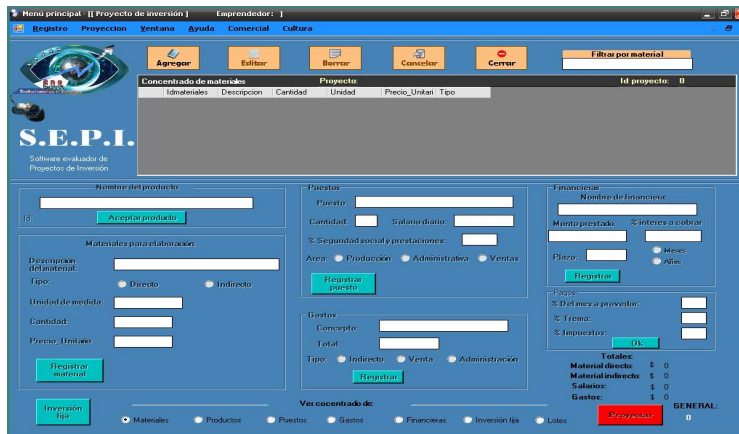 Menú principal - [[ Proyecto de inversión ] Emprendedor: ]
Registro Proyeccion Ventana Ayuda Comercial Cultura
Agregar Editar Borrar Cancelar Cerrar
Filtrar por material
Concentrado de materiales Proyecto: Id proyecto: 0
Idmateriales Descripcion Cantidad Unidad Precio_Unitari Tipo
S.E.P.I.
Software evaluador de
Proyectos de Inversión
Nombre del producto
Id:
Aceptar producto
Materiales para elaboración:
Descripción
del material:
Tipo: Directo Indirecto
Unidad de medida:
Cantidad:
Precio_Unitario:
Registrar
material
Inversión
fija
Puestos
Puesto:
Cantidad: Salario diario:
% Segundad social y prestaciones:
Area: Producción Administrativa Ventas
Registrar
puesto
Gastos
Concepto:
Total:
Tipo: Indirecto Venta Administración
Registrar
Financieras
Nombre de financiera:
Monto prestado: % interes a cobrar
Plazo: Meses
Años
Registrar
Pagos
% Del mes a provedor:
% Trema:
% Impuestos:
Ok
Totales:
Material directo: $ 0
Material indirecto: $ 0
Salarios: $ 0
Gastos: $ 0
Proyectar
GENERAL:
0
Ver cocentrado de:
Materiales Productos Puestos Gastos Financieras Inversión fija Lotes